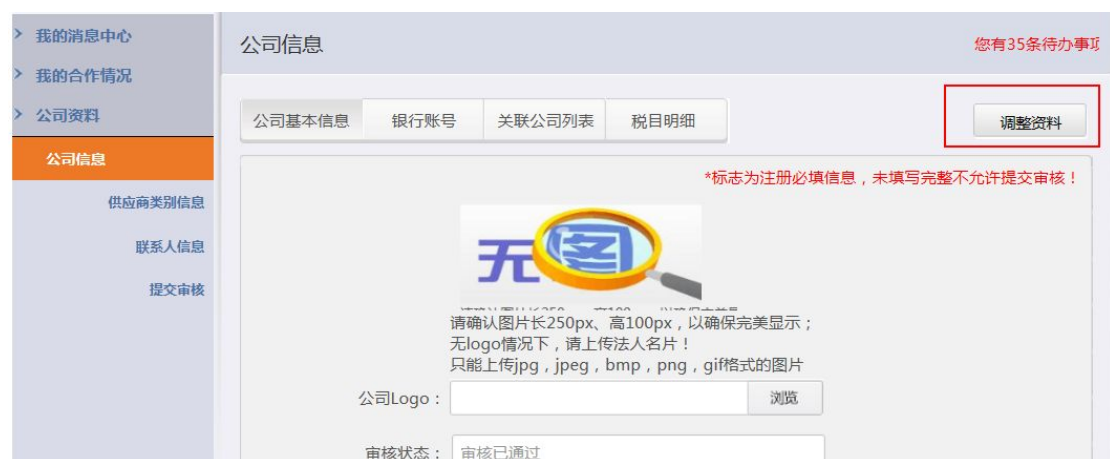 我的消息中心
我的合作情况
公司资料
公司信息
供应商类别信息
联系人信息
提交审核
公司信息
您有35条待办事项
公司基本信息 银行账号 关联公司列表 税目明细
调整资料
*标志为注册必填信息，未填写完整不允许提交审核！
无图
请确认图片长250px、高100px，以确保完美显示；
无logo情况下，请上传法人名片！
只能上传jpg，jpeg，bmp，png，gif格式的图片
公司Logo： 浏览
审核状态： 审核已通过